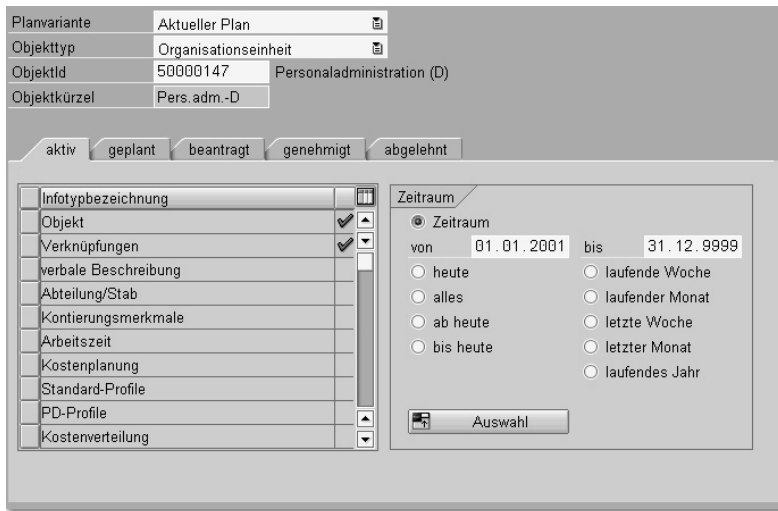 Planvariante Aktueller Plan
Objekttyp Organisationseinheit
ObjektId 50000147 Personaladministration (D)
Objektkürzel Pers.adm.-D
aktiv geplant beantragt genehmigt abgelehnt
Infotypbezeichnung
Objekt
Verknüpfungen
verbale Beschreibung
Abteilung/Stab
Kontierungsmerkmale
Arbeitszeit
Kostenplanung
Standard-Profile
PD-Profile
Kostenverteilung
Zeitraum
Zeitraum
von 01.01.2001 bis 31.12.9999
heute laufende Woche
alles laufender Monat
ab heute letzte Woche
bis heute letzter Monat
laufendes Jahr
Auswahl